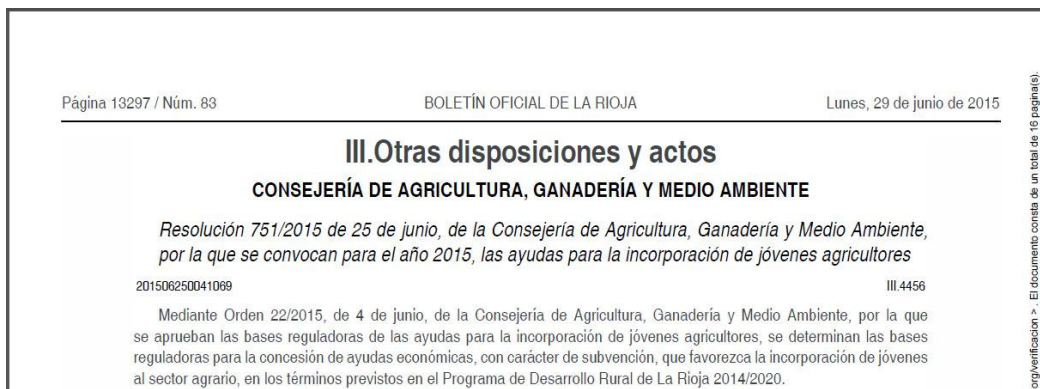 Página 13297 / Núm. 83 BOLETÍN OFICIAL DE LA RIOJA Lunes, 29 de junio de 2015
III.Otras disposiciones y actos
CONSEJERÍA DE AGRICULTURA, GANADERÍA Y MEDIO AMBIENTE
Resolución 751/2015 de 25 de junio, de la Consejería de Agricultura, Ganadería y Medio Ambiente,
por la que se convocan para el año 2015, las ayudas para la incorporación de jóvenes agricultores
201506250041069 III.4456
Mediante Orden 22/2015, de 4 de junio, de la Consejería de Agricultura, Ganadería y Medio Ambiente, por la que
se aprueban las bases reguladoras de las ayudas para la incorporación de jóvenes agricultores, se determinan las bases
reguladoras para la concesión de ayudas económicas, con carácter de subvención, que favorezca la incorporación de jóvenes
al sector agrario, en los términos previstos en el Programa de Desarrollo Rural de La Rioja 2014/2020.
org/verificacion > . El documento consta de un total de 16 pagina(s).